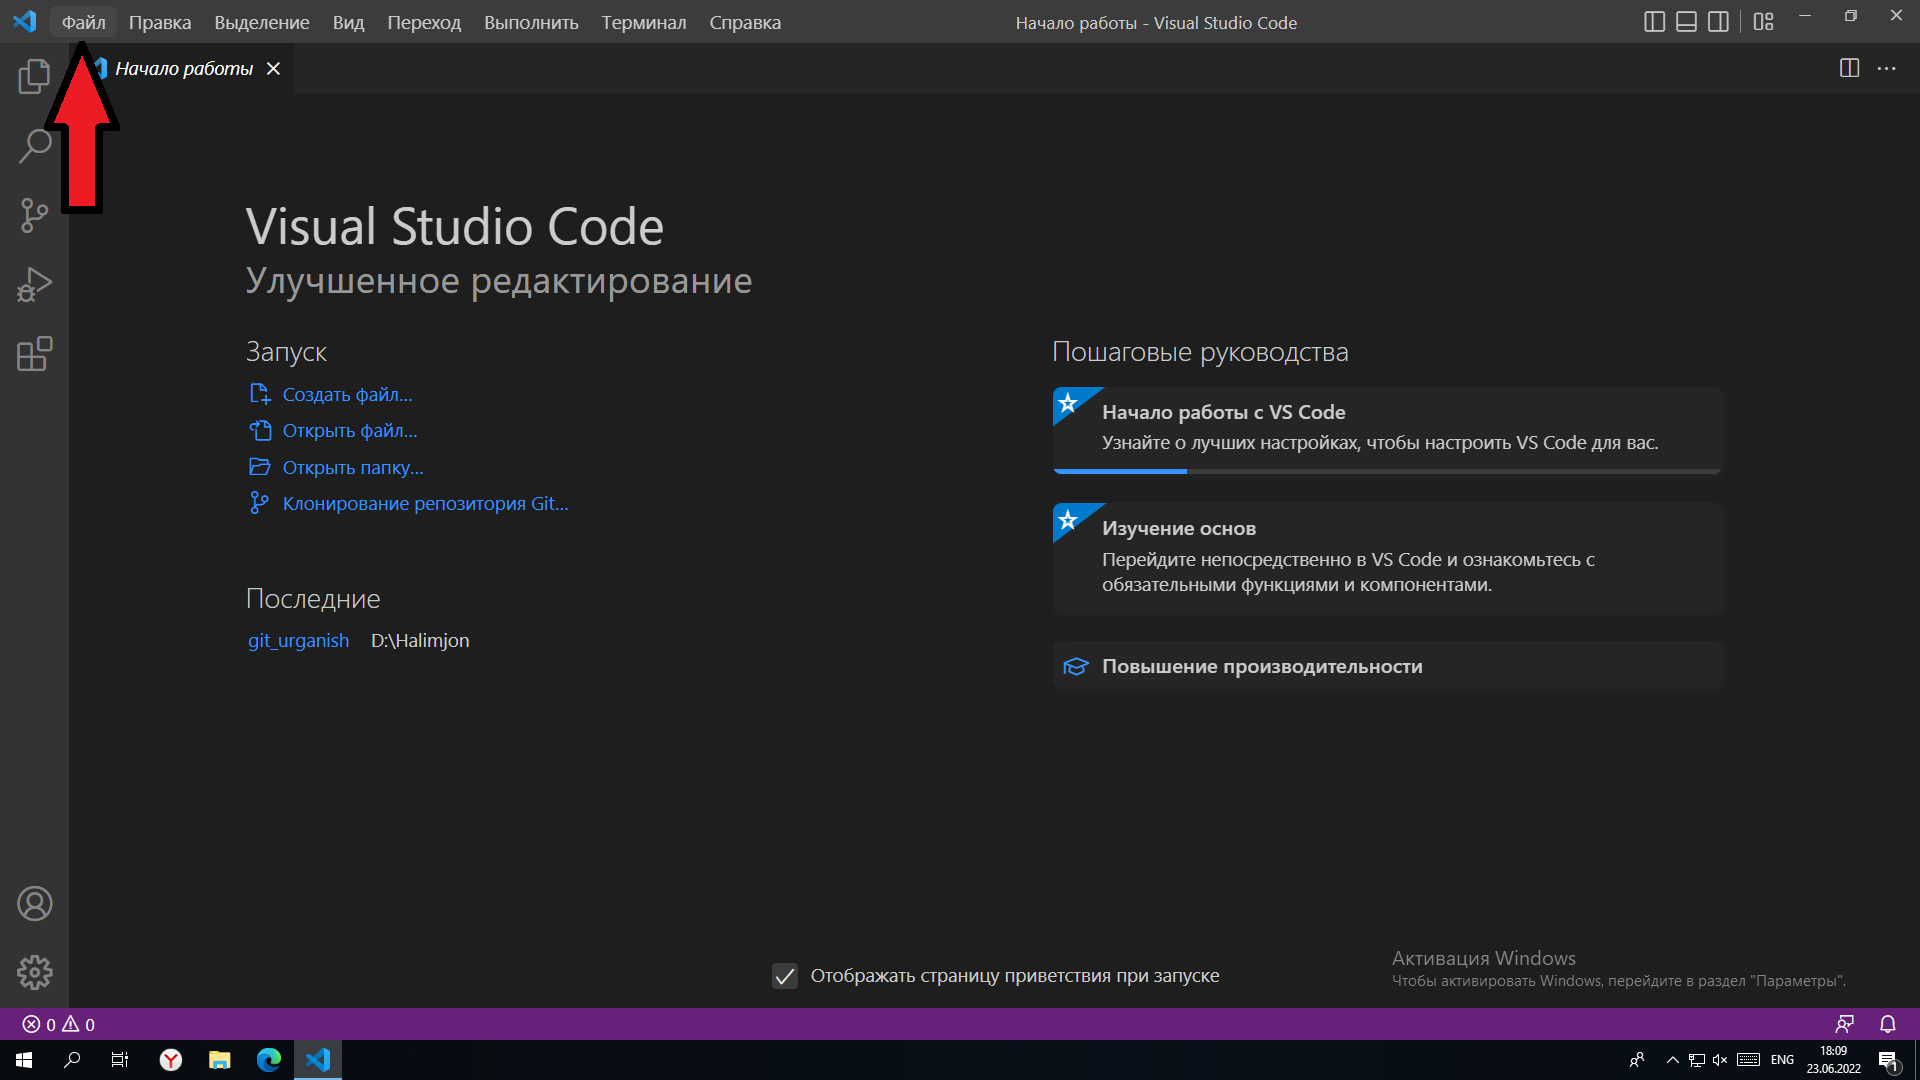 Файл Правка Выделение Вид Переход Выполнить Терминал Справка
Начало работы - Visual Studio Code
Начало работы
Visual Studio Code
Улучшенное редактирование
Запуск
Создать файл...
Открыть файл...
Открыть папку...
Клонирование репозитория Git...
Последние
git_urganish D:\Halimjon
Пошаговые руководства
Начало работы с VS Code
Узнайте о лучших настройках, чтобы настроить VS Code для вас.
Изучение основ
Перейдите непосредственно в VS Code и ознакомьтесь с
обязательными функциями и компонентами.
Повышение производительности
Отображать страницу приветствия при запуске
Активация Windows
Чтобы активировать Windows, перейдите в раздел "Параметры".
0 0
ENG
18:09
23.06.2022
1